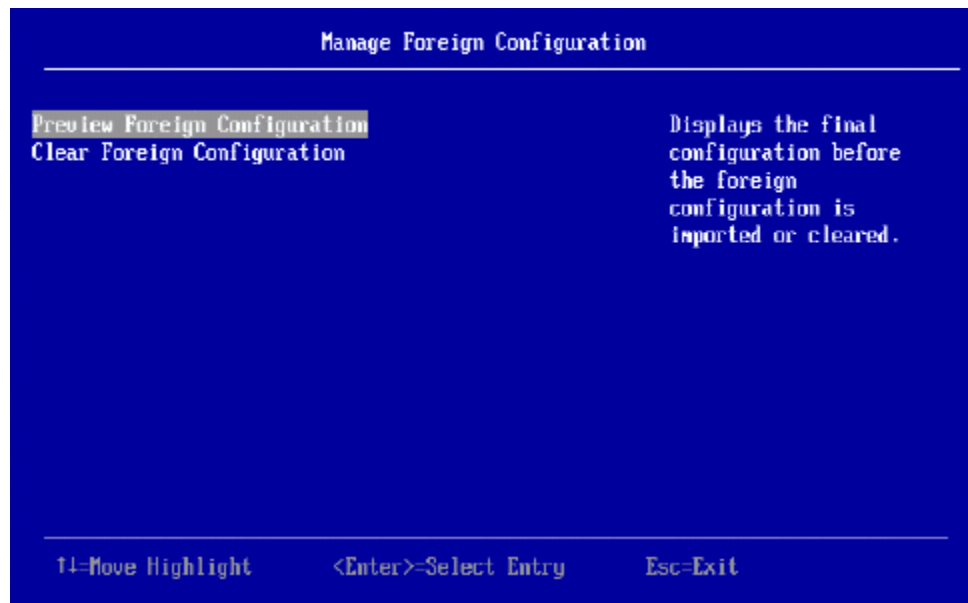 Manage Foreign Configuration
Preview Foreign Configuration
Clear Foreign Configuration
Displays the final
configuration before
the foreign
configuration is
imported or cleared.
↑↓=Move Highlight <Enter>=Select Entry Esc=Exit